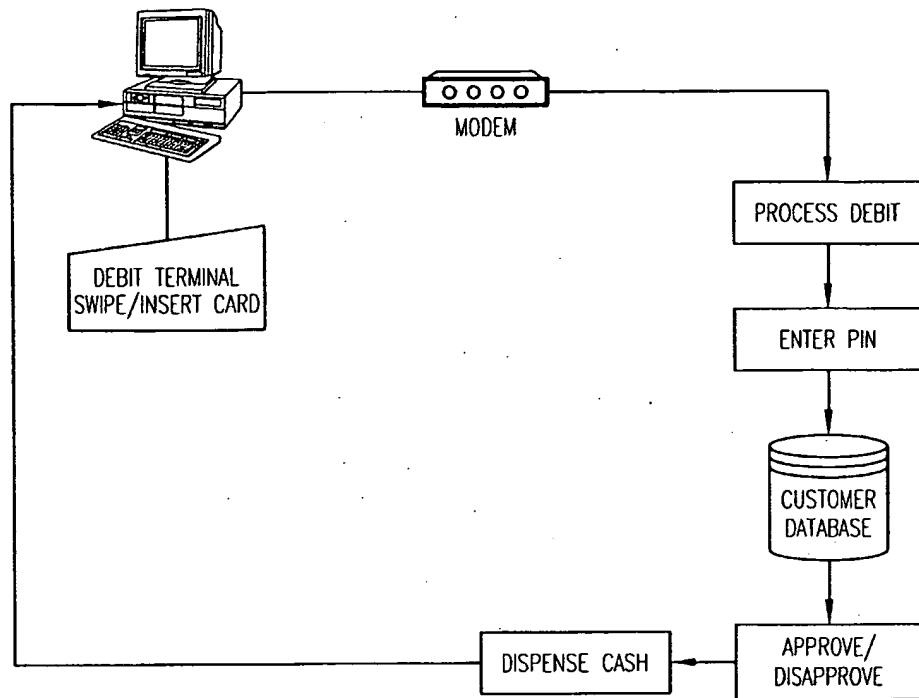 MODEM
PROCESS DEBIT
DEBIT TERMINAL
SWIPE/INSERT CARD
ENTER PIN
CUSTOMER
DATABASE
DISPENSE CASH
APPROVE/
DISAPPROVE